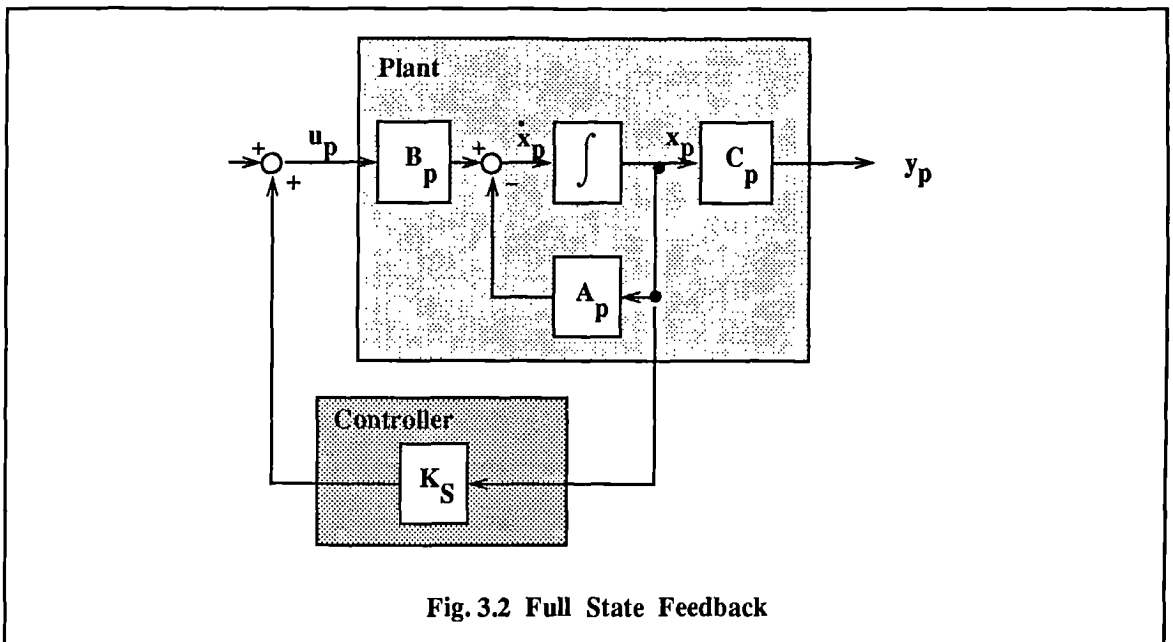 Plant
+
+
u_p
B_p
+
−
ẋ_p
∫
x_p
C_p
y_p
A_p
Controller
K_S
Fig. 3.2 Full State Feedback